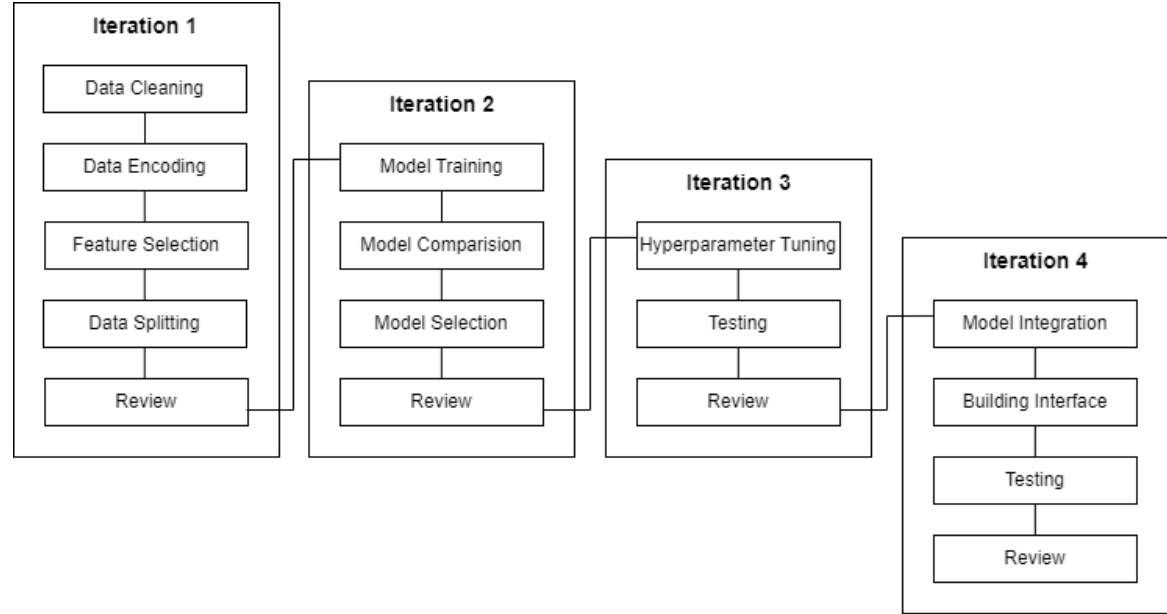 Iteration 1
Data Cleaning
Data Encoding
Feature Selection
Data Splitting
Review
Iteration 2
Model Training
Model Comparision
Model Selection
Review
Iteration 3
Hyperparameter Tuning
Testing
Review
Iteration 4
Model Integration
Building Interface
Testing
Review